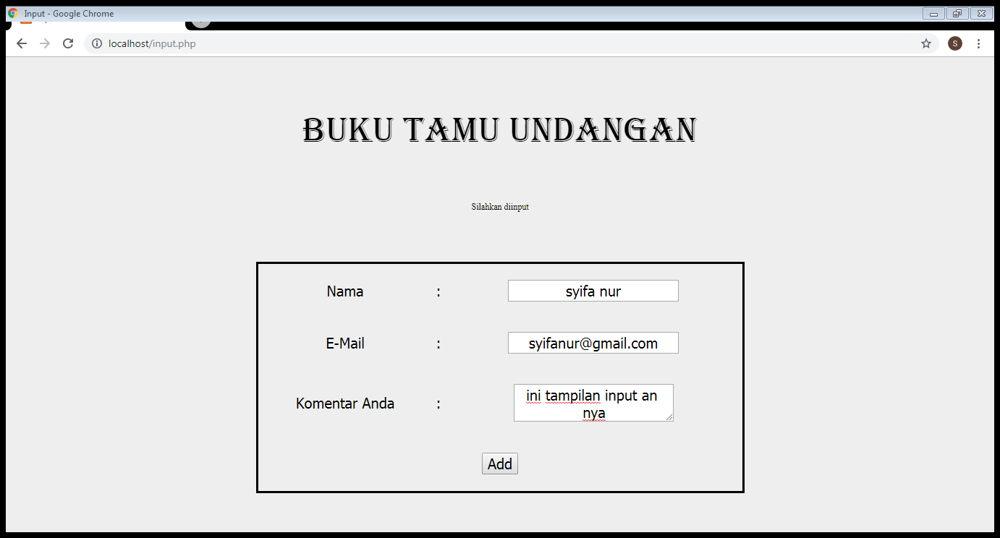 Input - Google Chrome
localhost/input.php
S
BUKU TAMU UNDANGAN
Silahkan diinput
Nama : syifa nur
E-Mail : syifanur@gmail.com
Komentar Anda : ini tampilan input an
nya
Add